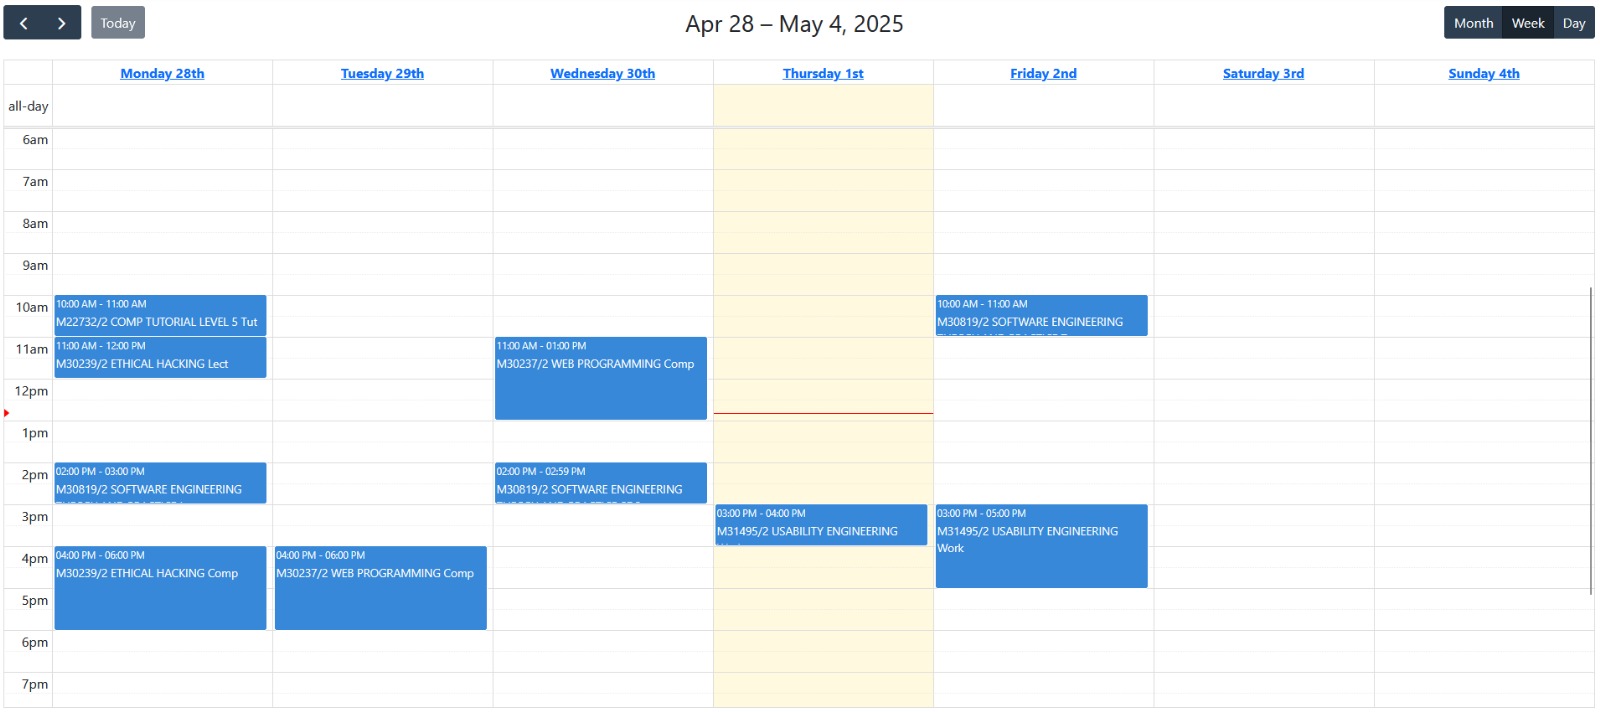 Today
Apr 28 – May 4, 2025
Month Week Day
Monday 28th
Tuesday 29th
Wednesday 30th
Thursday 1st
Friday 2nd
Saturday 3rd
Sunday 4th
all-day
6am
7am
8am
9am
10am
11am
12pm
1pm
2pm
3pm
4pm
5pm
6pm
7pm
10:00 AM - 11:00 AM
M22732/2 COMP TUTORIAL LEVEL 5 Tut
11:00 AM - 12:00 PM
M30239/2 ETHICAL HACKING Lect
02:00 PM - 03:00 PM
M30819/2 SOFTWARE ENGINEERING
04:00 PM - 06:00 PM
M30239/2 ETHICAL HACKING Comp
04:00 PM - 06:00 PM
M30237/2 WEB PROGRAMMING Comp
11:00 AM - 01:00 PM
M30237/2 WEB PROGRAMMING Comp
02:00 PM - 02:59 PM
M30819/2 SOFTWARE ENGINEERING
03:00 PM - 04:00 PM
M31495/2 USABILITY ENGINEERING
10:00 AM - 11:00 AM
M30819/2 SOFTWARE ENGINEERING
03:00 PM - 05:00 PM
M31495/2 USABILITY ENGINEERING
Work